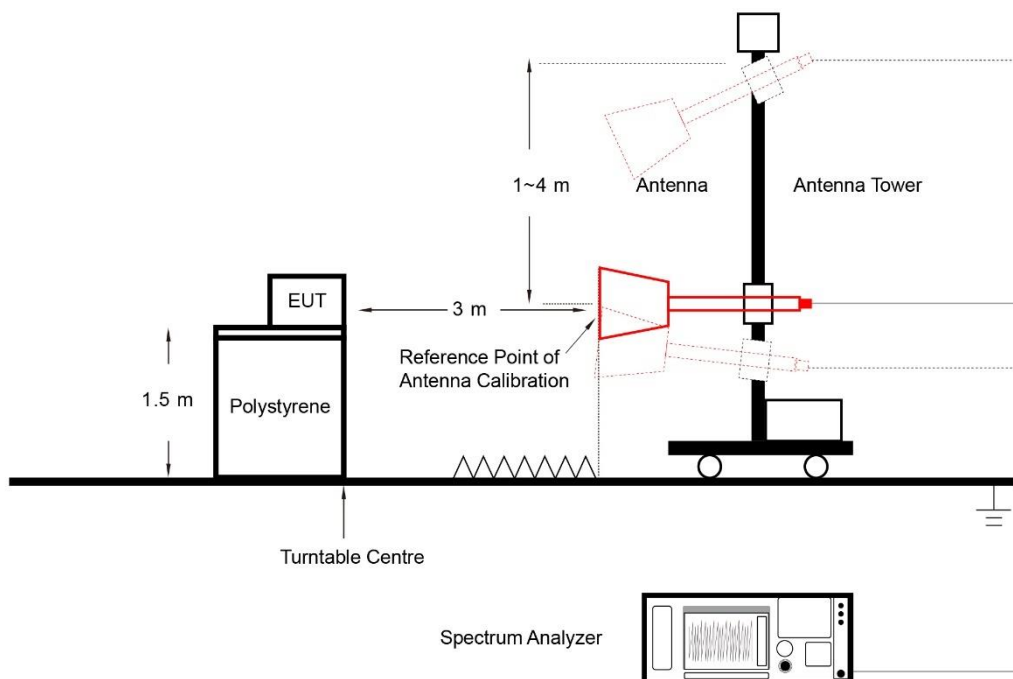 1~4 m
Antenna
Antenna Tower
EUT
3 m
Reference Point of
Antenna Calibration
1.5 m
Polystyrene
Turntable Centre
Spectrum Analyzer